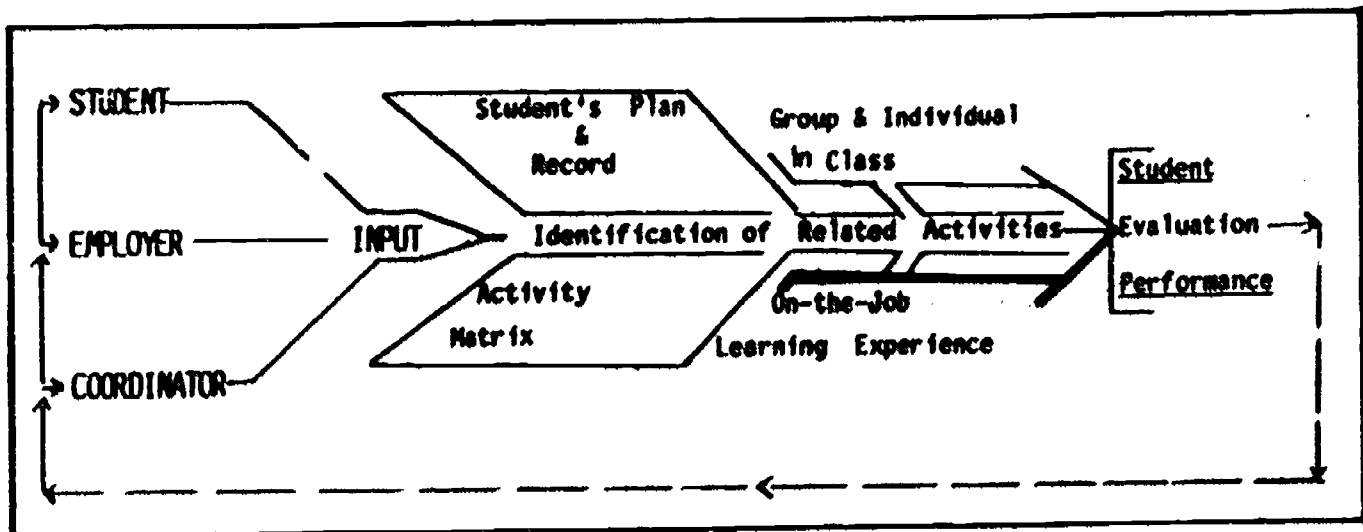 STUDENT
Student's Plan
&
Record
Group & Individual
in Class
Student
EMPLOYER
INPUT
Identification of Related Activities
Evaluation
Activity
Matrix
On-the-Job
Learning Experience
Performance
COORDINATOR